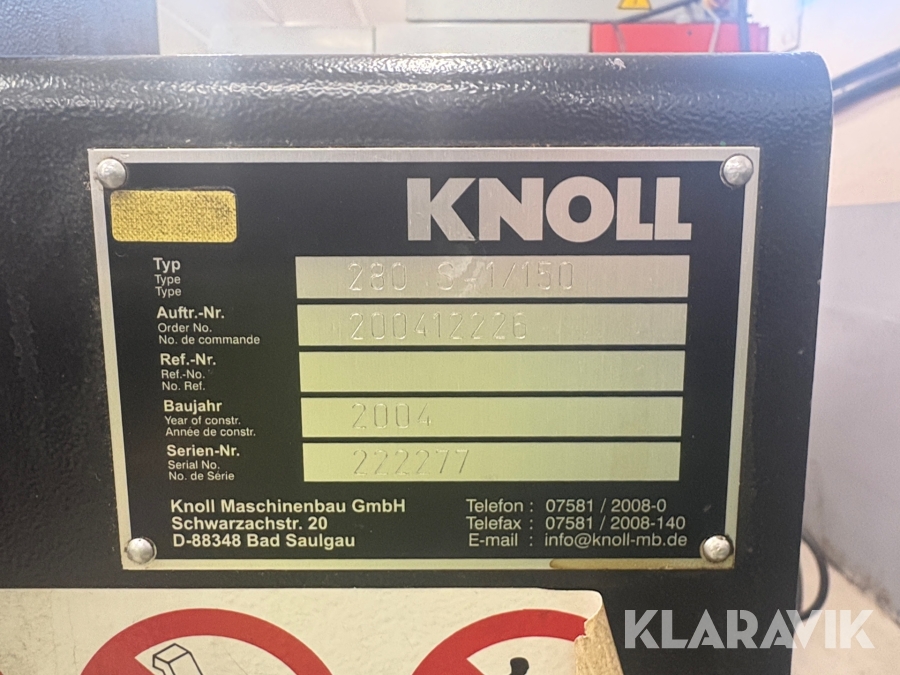 KNOLL
Typ
Type
Type
280 S-1/150
Auftr.-Nr.
Order No.
No. de commande
200412226
Ref.-Nr.
Ref.-No.
No. Ref.
Baujahr
Year of constr.
Année de constr.
2004
Serien-Nr.
Serial No.
No. de Série
222277
Knoll Maschinenbau GmbH
Schwarzachstr. 20
D-88348 Bad Saulgau
Telefon : 07581 / 2008-0
Telefax : 07581 / 2008-140
E-mail : info@knoll-mb.de
KLARAVIK